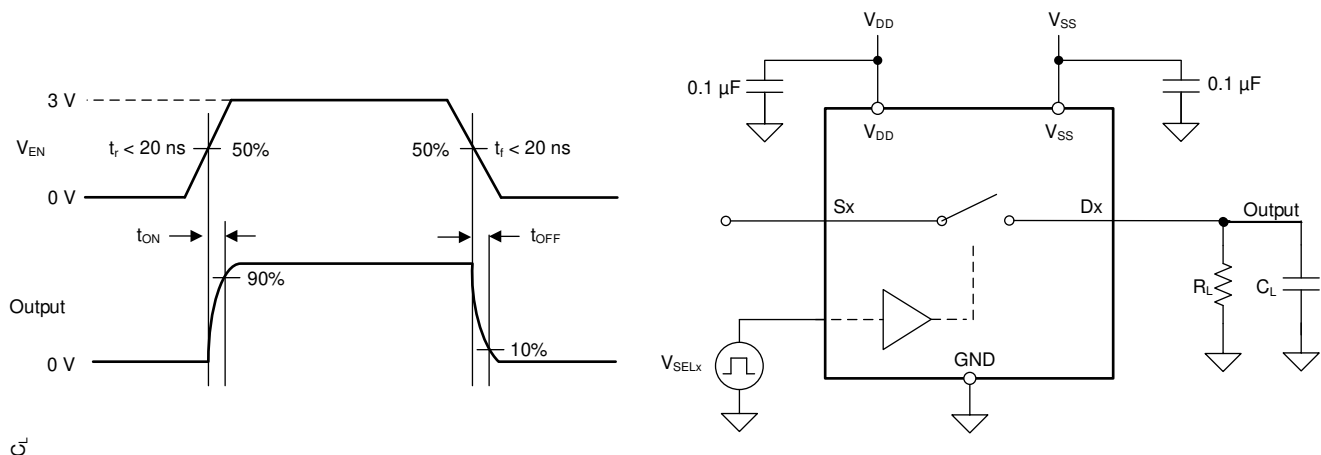 3 V
V_EN
t_r < 20 ns
50%
50%
t_f < 20 ns
0 V
t_ON
t_OFF
90%
Output
10%
0 V
C_L
V_DD
V_SS
0.1 µF
0.1 µF
V_DD
V_SS
Sx
Dx
Output
R_L
C_L
V_SELx
GND